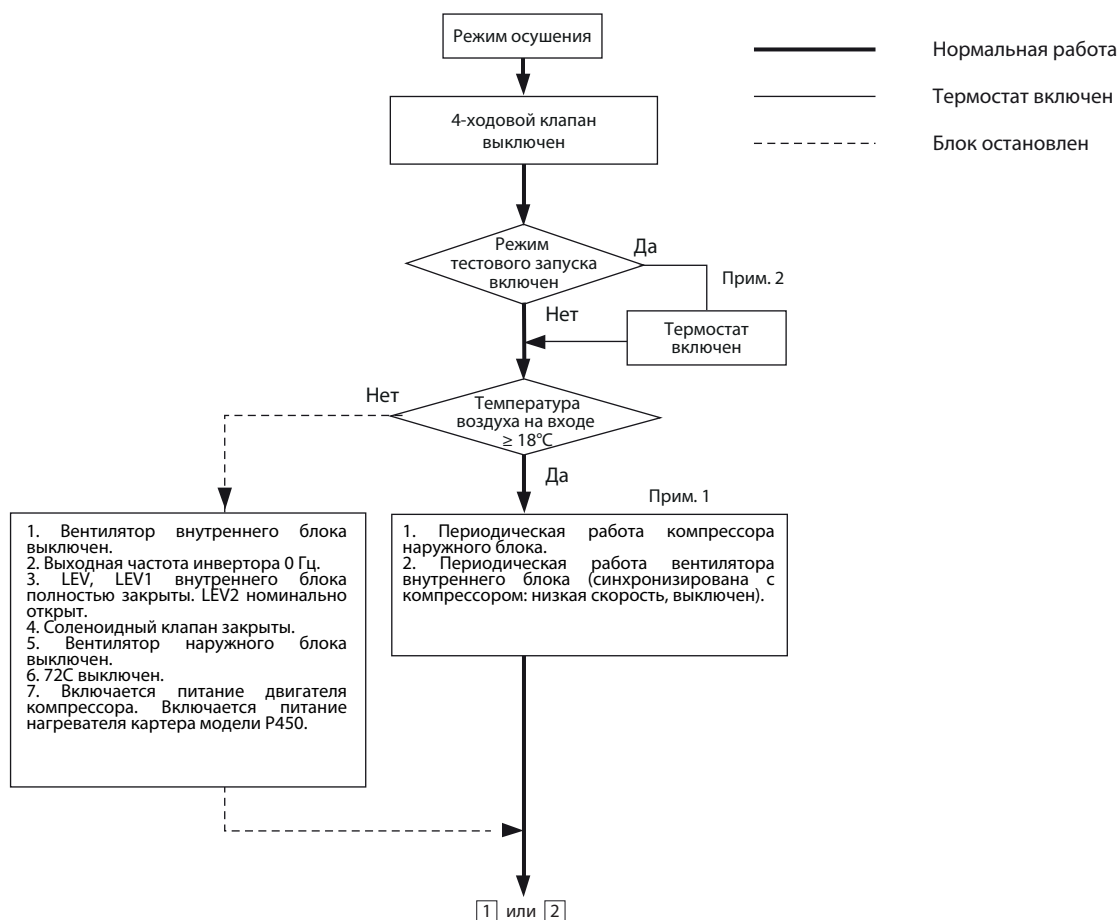 Режим осушения
Нормальная работа
Термостат включен
Блок остановлен
4-ходовой клапан
выключен
Режим
тестового запуска
включен
Да
Прим. 2
Нет
Термостат
включен
Нет
Температура
воздуха на входе
≥ 18°C
Да
Прим. 1
1. Вентилятор внутреннего блока
выключен.
2. Выходная частота инвертора 0 Гц.
3. LEV, LEV1 внутреннего блока
полностью закрыты. LEV2 номинально
открыт.
4. Соленоидный клапан закрыты.
5. Вентилятор наружного блока
выключен.
6. 72C выключен.
7. Включается питание двигателя
компрессора. Включается питание
нагревателя картера модели P450.
1. Периодическая работа компрессора
наружного блока.
2. Периодическая работа вентилятора
внутреннего блока (синхронизирована с
компрессором: низкая скорость, выключен).
1 или 2